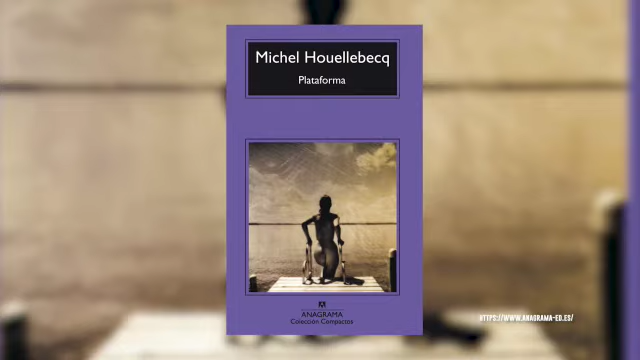 Michel Houellebecq
Plataforma
ANAGRAMA
Colección Compactos
HTTPS://WWW.ANAGRAMA-ED.ES/